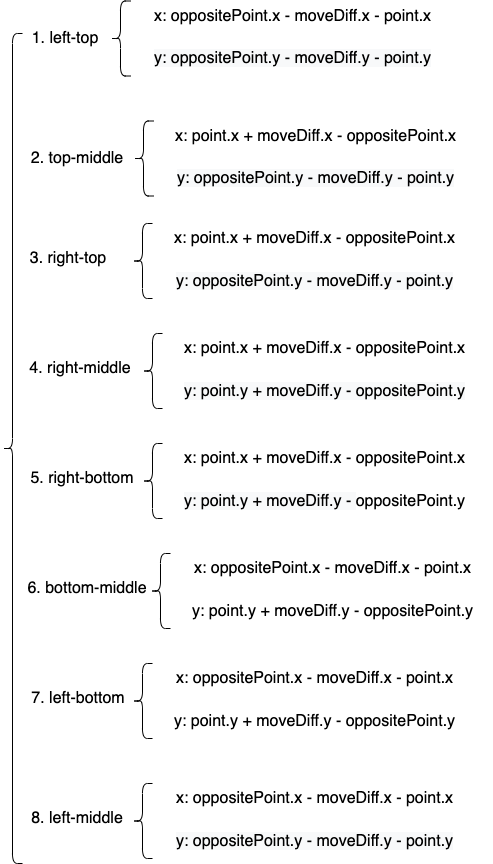 x: oppositePoint.x - moveDiff.x - point.x
1. left-top
y: oppositePoint.y - moveDiff.y - point.y
x: point.x + moveDiff.x - oppositePoint.x
2. top-middle
y: oppositePoint.y - moveDiff.y - point.y
x: point.x + moveDiff.x - oppositePoint.x
3. right-top
y: oppositePoint.y - moveDiff.y - point.y
x: point.x + moveDiff.x - oppositePoint.x
4. right-middle
y: point.y + moveDiff.y - oppositePoint.y
x: point.x + moveDiff.x - oppositePoint.x
5. right-bottom
y: point.y + moveDiff.y - oppositePoint.y
x: oppositePoint.x - moveDiff.x - point.x
6. bottom-middle
y: point.y + moveDiff.y - oppositePoint.y
x: oppositePoint.x - moveDiff.x - point.x
7. left-bottom
y: point.y + moveDiff.y - oppositePoint.y
x: oppositePoint.x - moveDiff.x - point.x
8. left-middle
y: oppositePoint.y - moveDiff.y - point.y